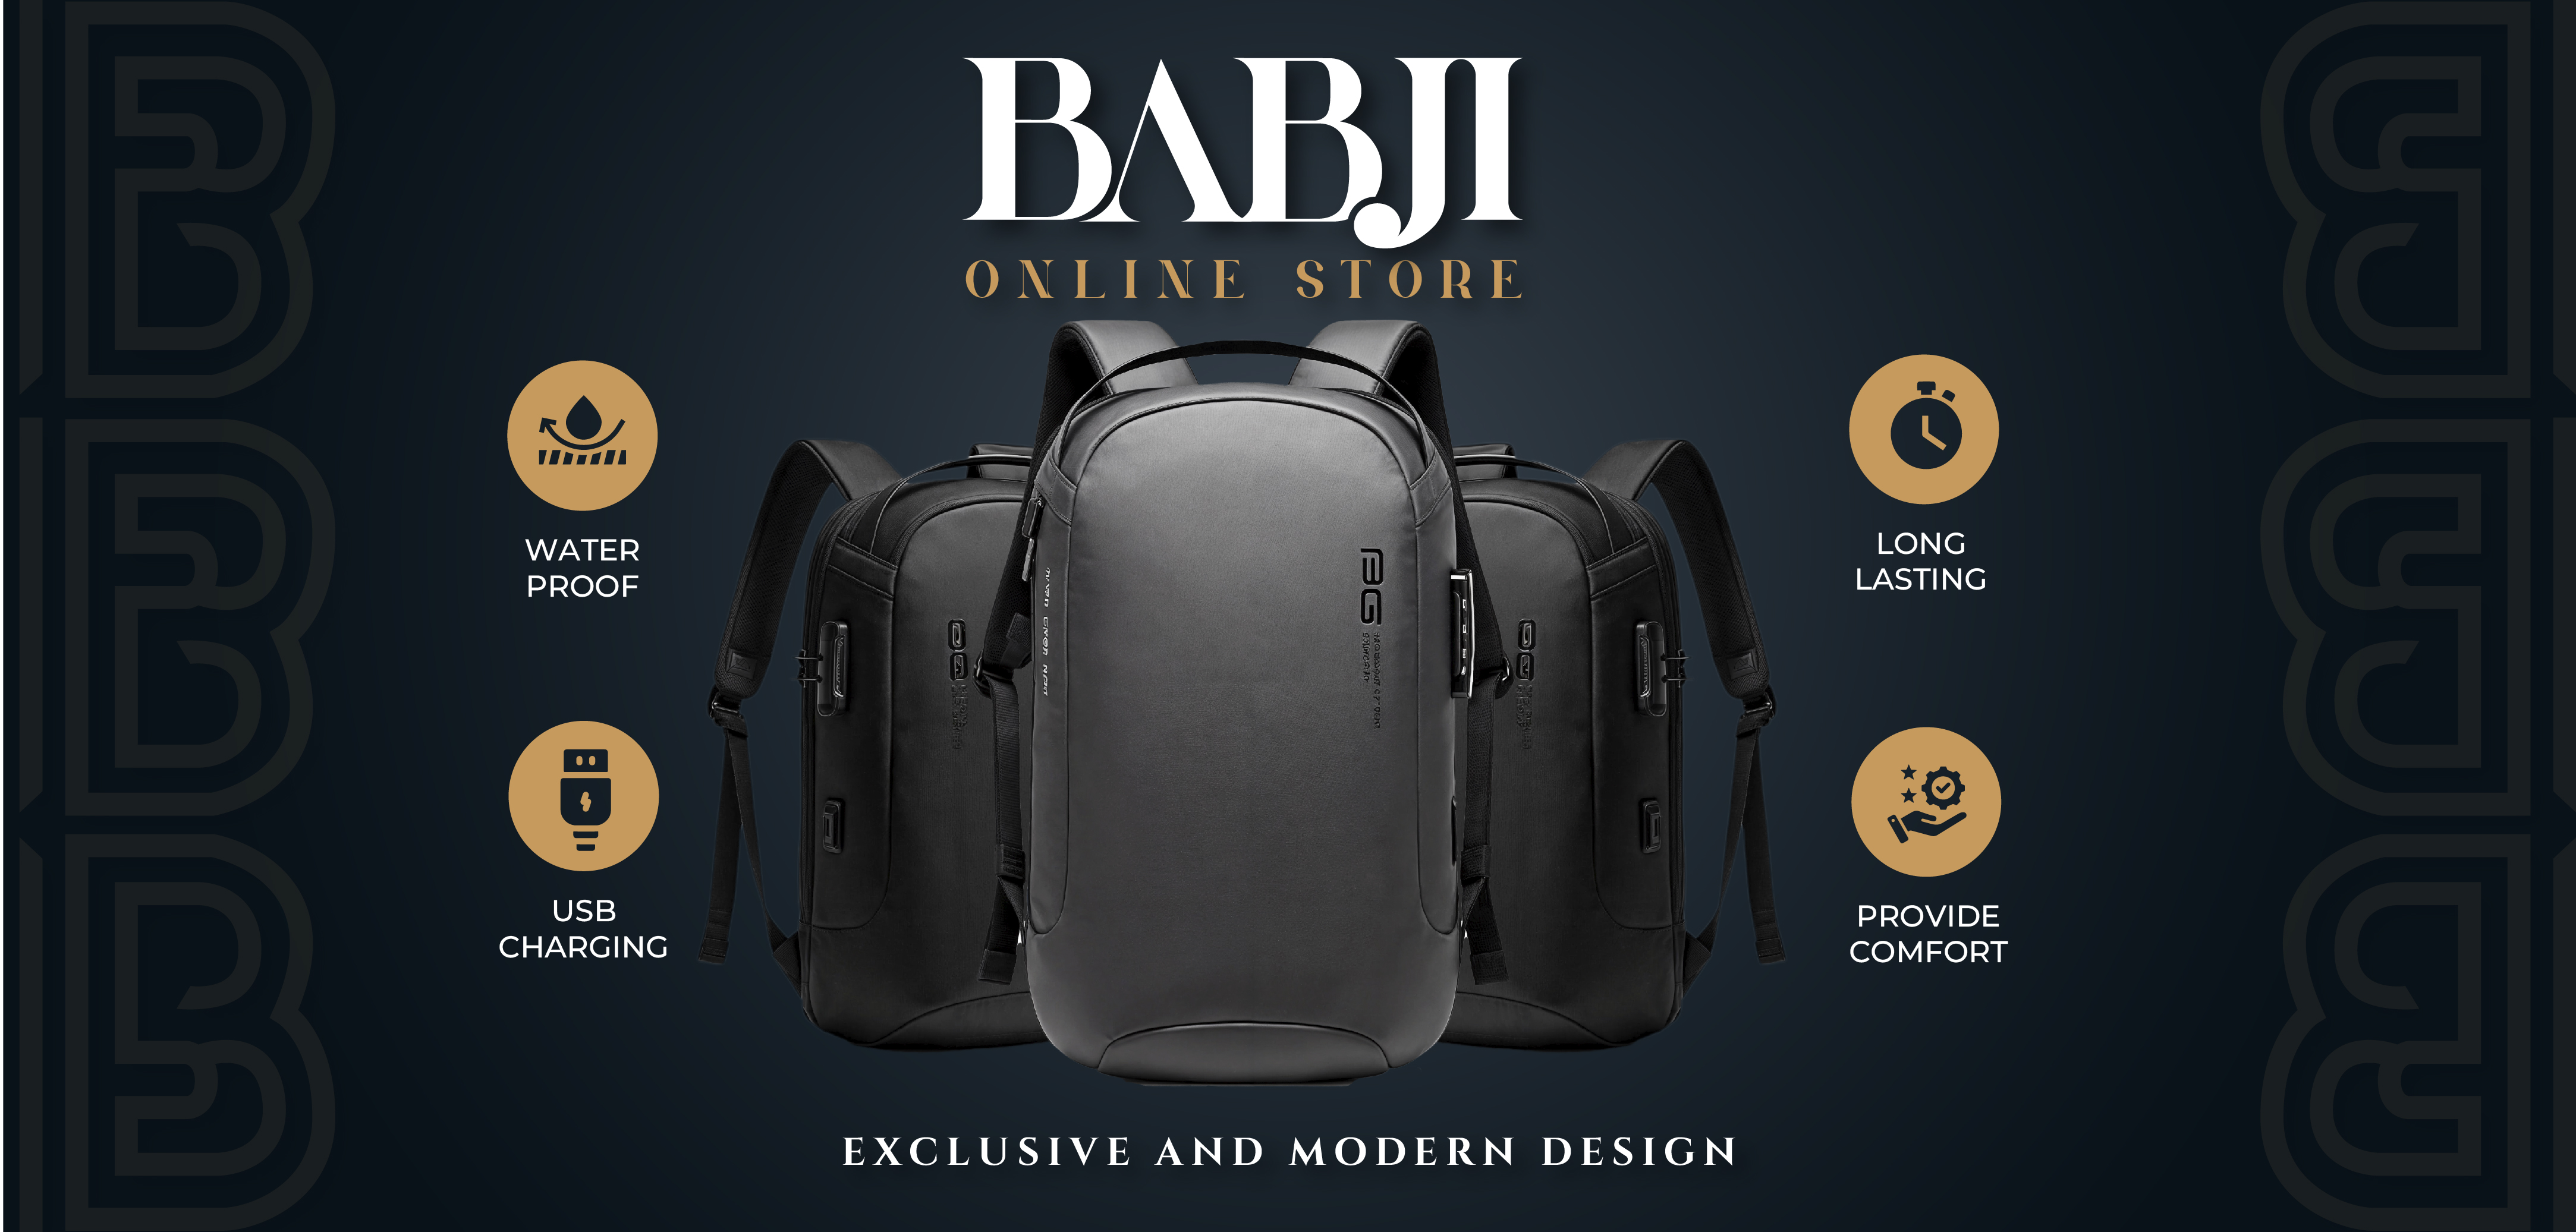 BABJI
ONLINE STORE
WATER
PROOF
LONG
LASTING
USB
CHARGING
PROVIDE
COMFORT
EXCLUSIVE AND MODERN DESIGN